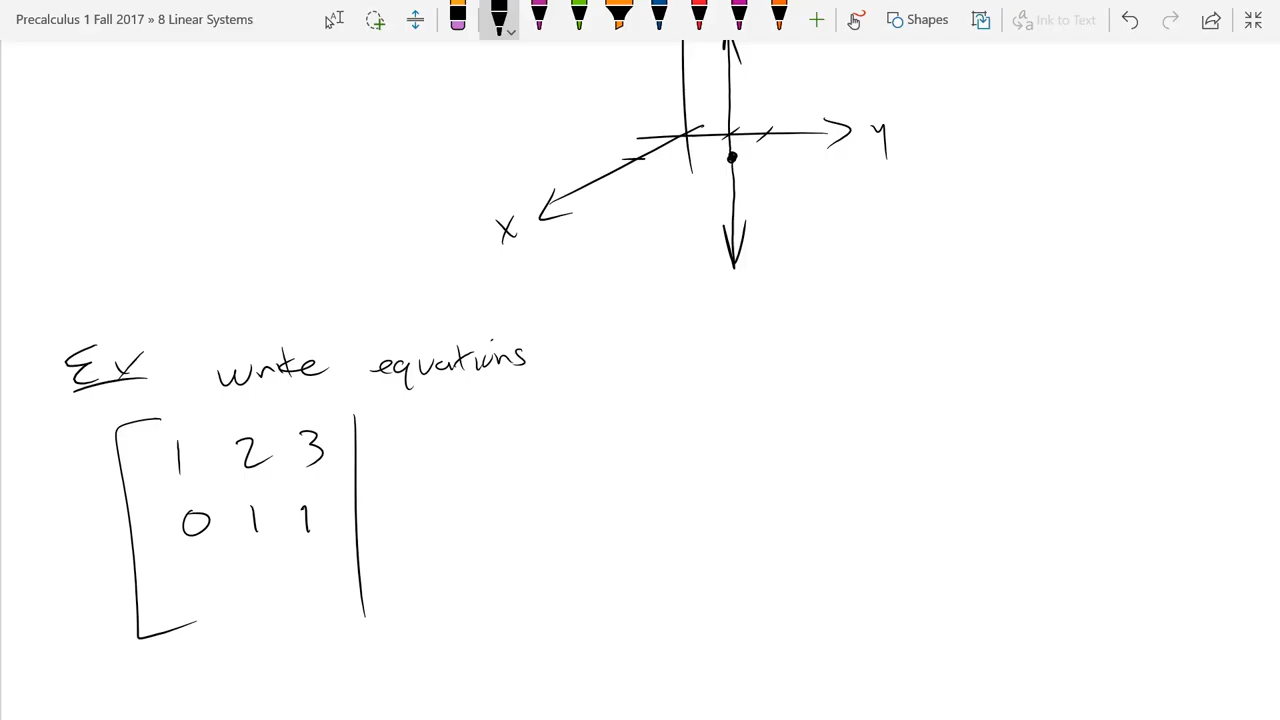 Precalculus 1 Fall 2017 » 8 Linear Systems
Shapes
Ink to Text
y
x
Ex write equations
1 2 3
0 1 1